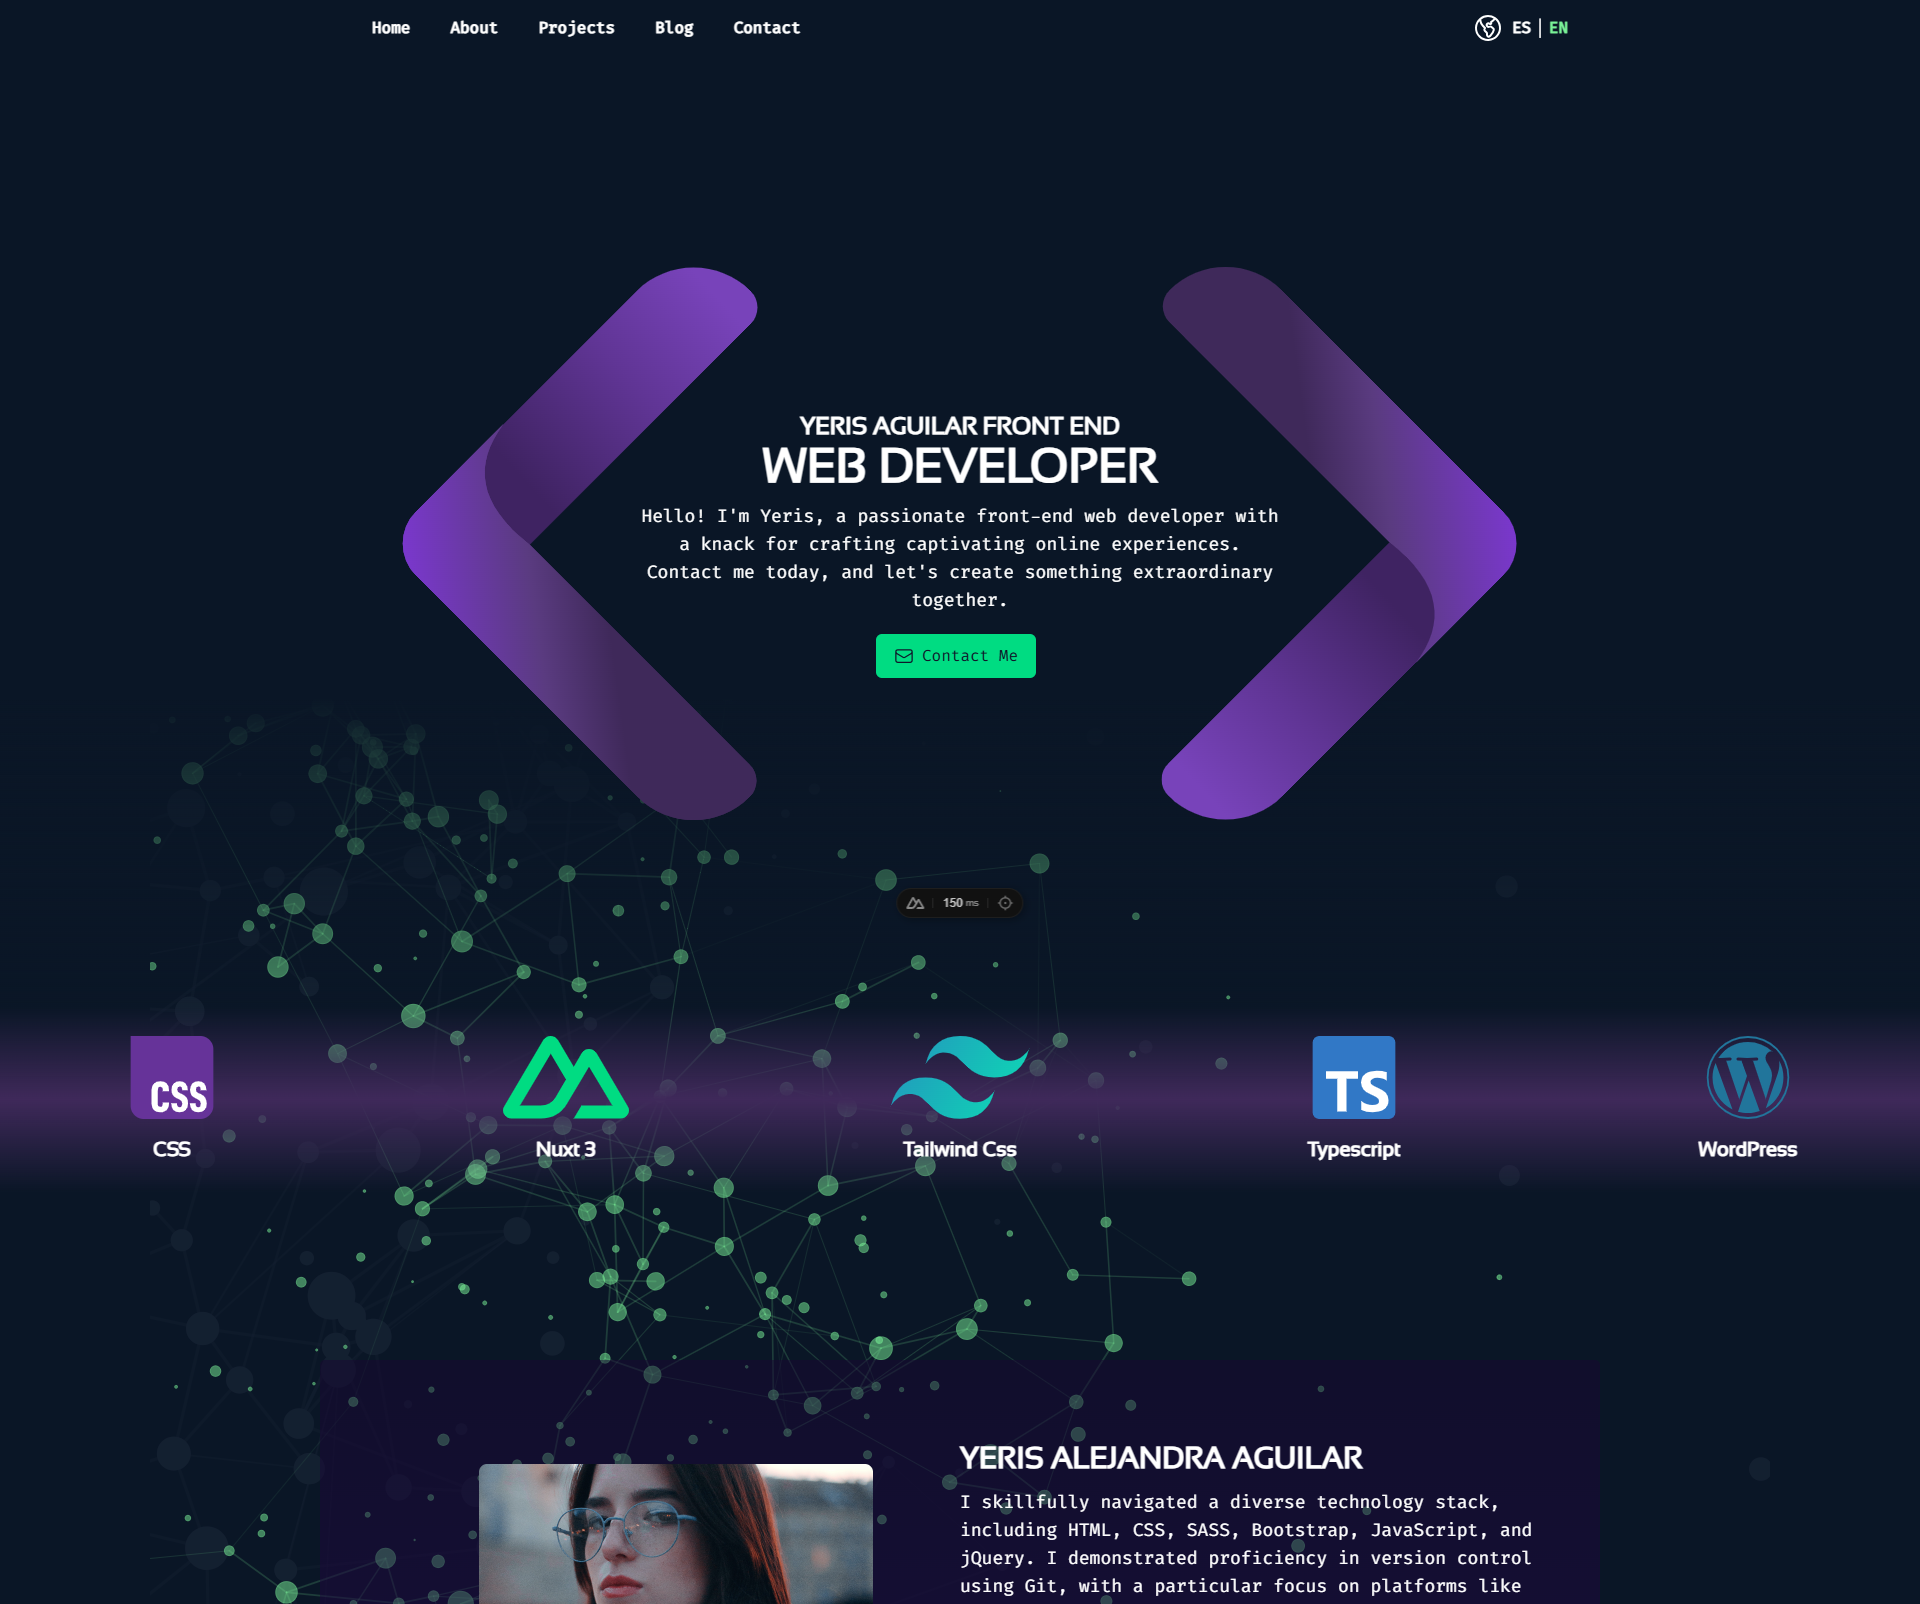 Home About Projects Blog Contact ES | EN
YERIS AGUILAR FRONT END
WEB DEVELOPER
Hello! I'm Yeris, a passionate front-end web developer with
a knack for crafting captivating online experiences.
Contact me today, and let's create something extraordinary
together.
Contact Me
150 ms
CSS
TS
W
CSS Nuxt 3 Tailwind Css Typescript WordPress
YERIS ALEJANDRA AGUILAR
I skillfully navigated a diverse technology stack,
including HTML, CSS, SASS, Bootstrap, JavaScript, and
jQuery. I demonstrated proficiency in version control
using Git, with a particular focus on platforms like